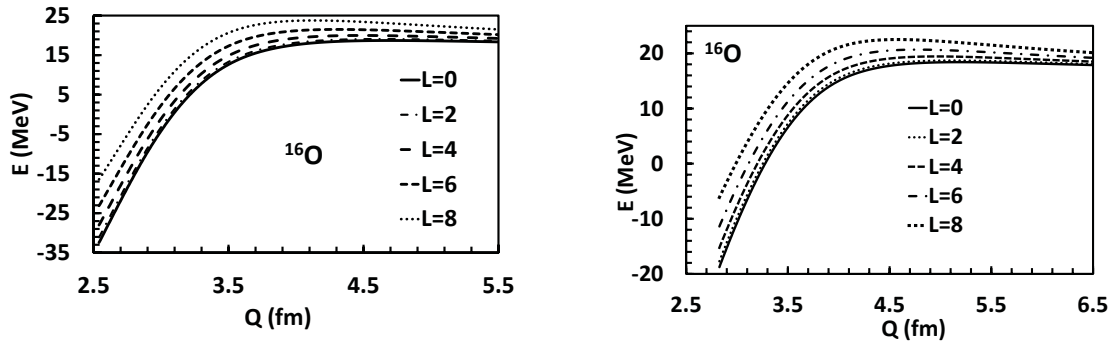 25
15
5
-5
-15
-25
-35
E (MeV)
¹⁶O
L=0
L=2
L=4
L=6
L=8
2.5 3.5 4.5 5.5
Q (fm)
20
10
0
-10
-20
E (MeV)
¹⁶O
L=0
L=2
L=4
L=6
L=8
2.5 3.5 4.5 5.5 6.5
Q (fm)